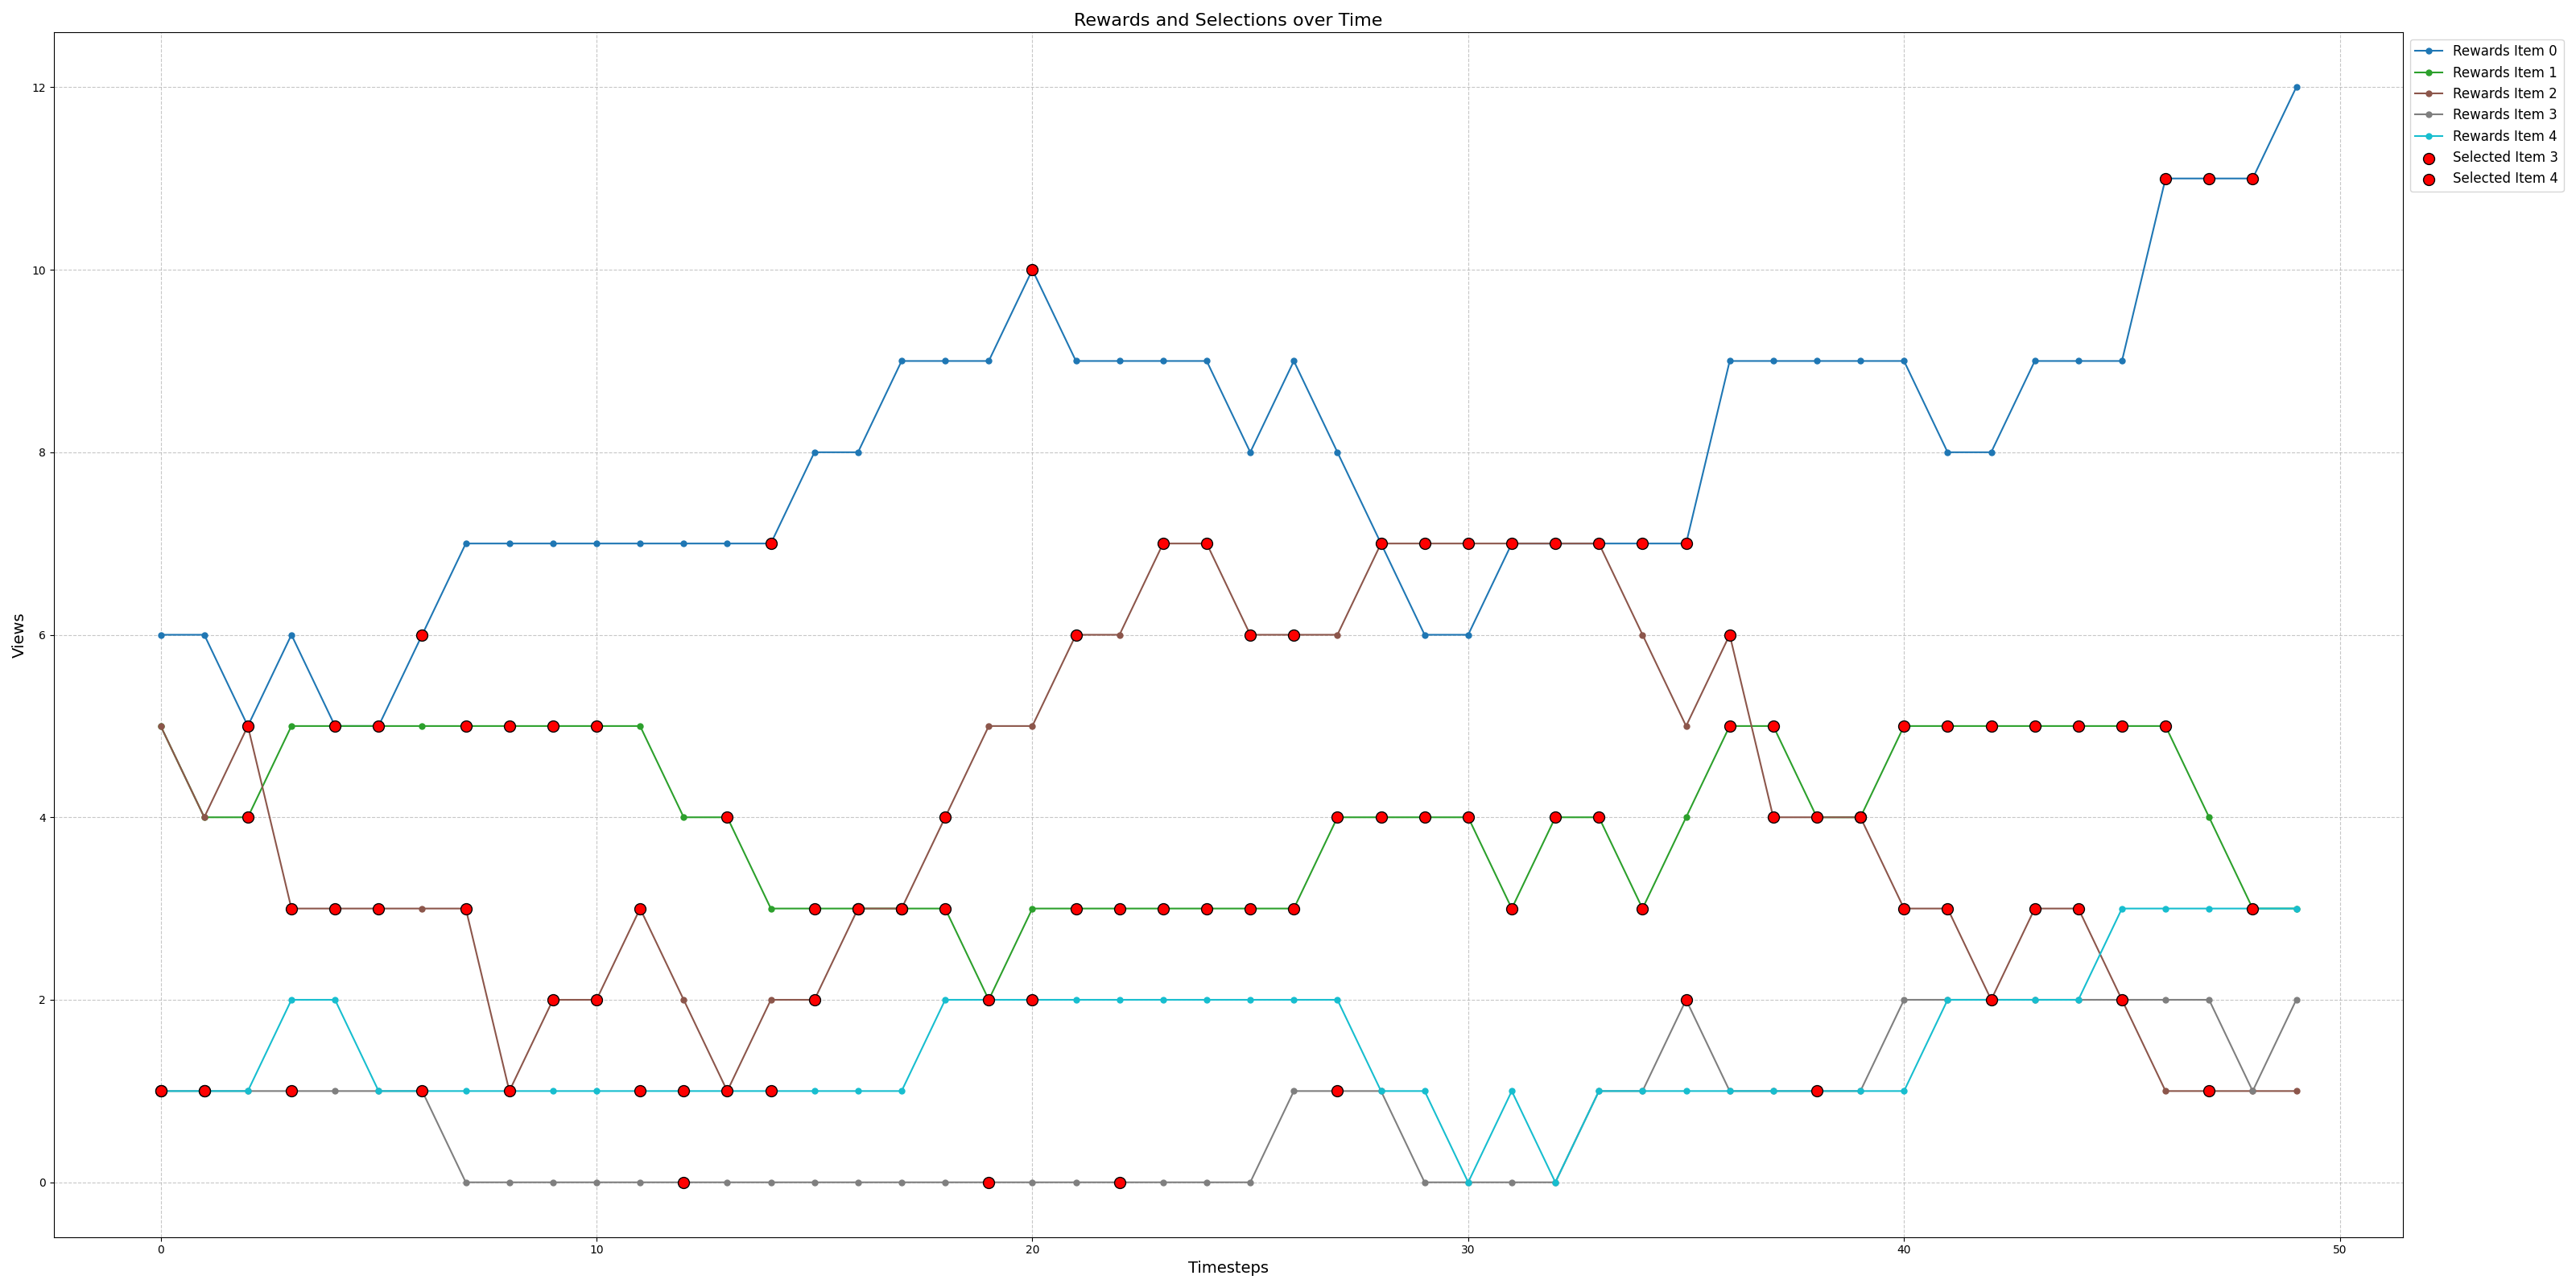 Rewards and Selections over Time
Rewards Item 0
Rewards Item 1
Rewards Item 2
Rewards Item 3
Rewards Item 4
Selected Item 3
Selected Item 4
Views
12
10
8
6
4
2
0
0 10 20 30 40 50
Timesteps